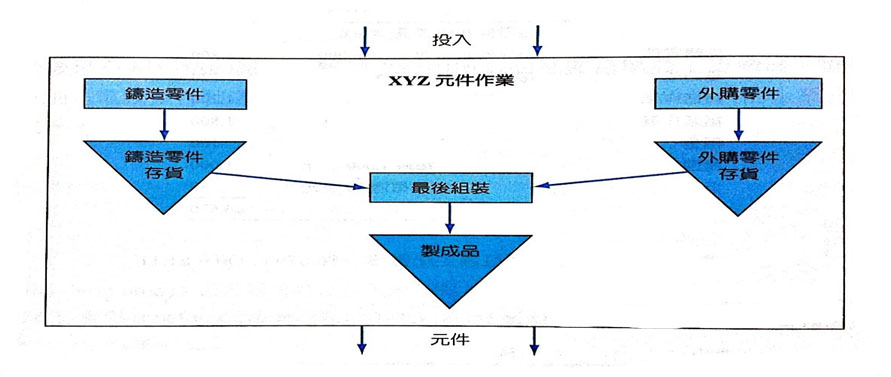 投入
XYZ 元件作業
鑄造零件
外購零件
鑄造零件
存貨
外購零件
存貨
最後組裝
製成品
元件